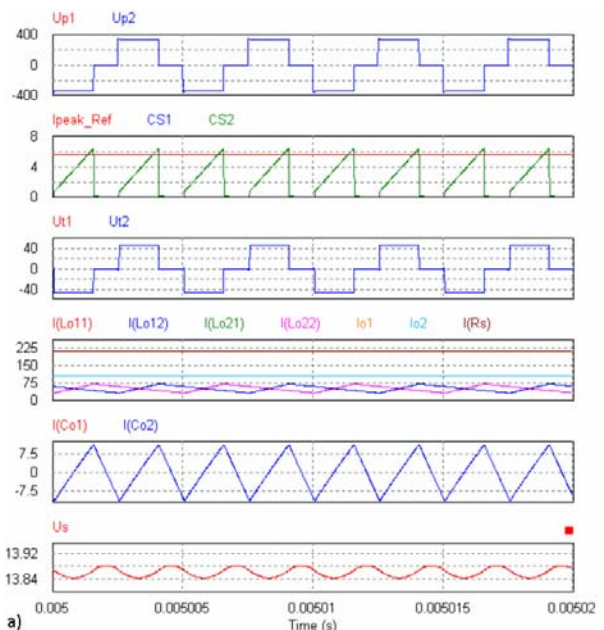 Up1 Up2
400
0
-400
Ipeak_Ref CS1 CS2
8
4
0
Ut1 Ut2
40
0
-40
I(Lo11) I(Lo12) I(Lo21) I(Lo22) Io1 Io2 I(Rs)
225
150
75
0
I(Co1) I(Co2)
7.5
0
-7.5
Us
13.92
13.84
0.005 0.005005 0.00501 0.005015 0.00502
a) Time (s)